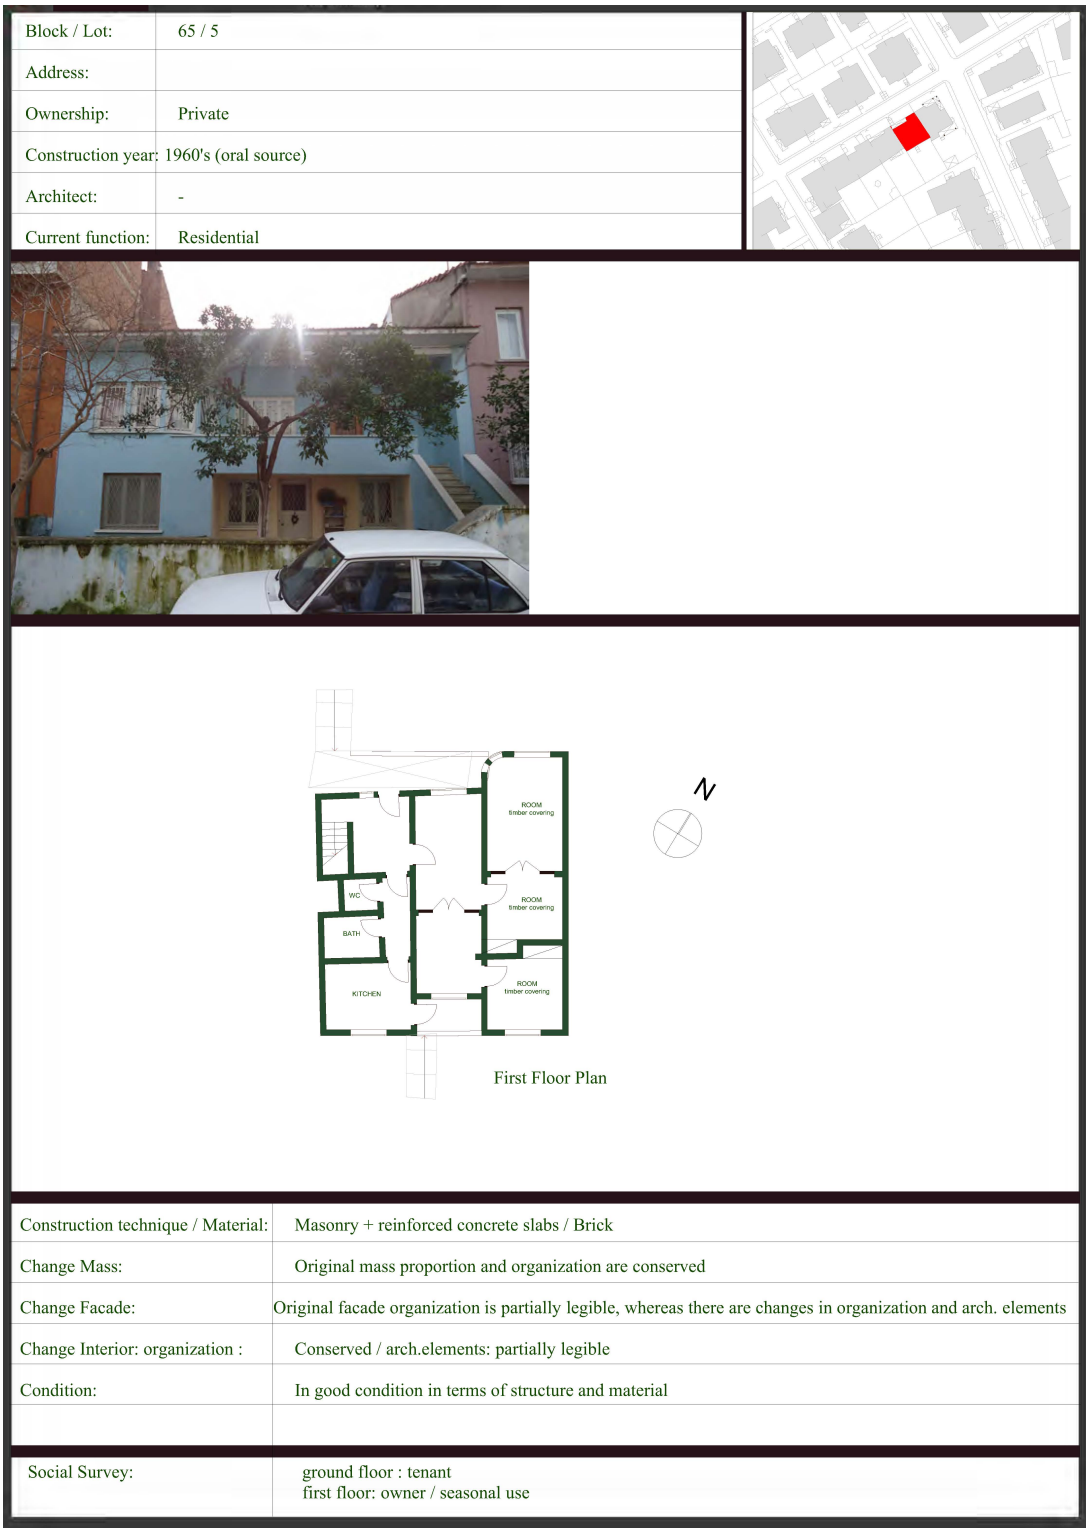 Block / Lot: 65 / 5
Address:
Ownership: Private
Construction year: 1960's (oral source)
Architect: -
Current function: Residential
N
ROOM
timber covering
WC
ROOM
timber covering
BATH
KITCHEN
ROOM
timber covering
First Floor Plan
Construction technique / Material: Masonry + reinforced concrete slabs / Brick
Change Mass: Original mass proportion and organization are conserved
Change Facade: Original facade organization is partially legible, whereas there are changes in organization and arch. elements
Change Interior: organization : Conserved / arch.elements: partially legible
Condition: In good condition in terms of structure and material
Social Survey: ground floor : tenant
first floor: owner / seasonal use